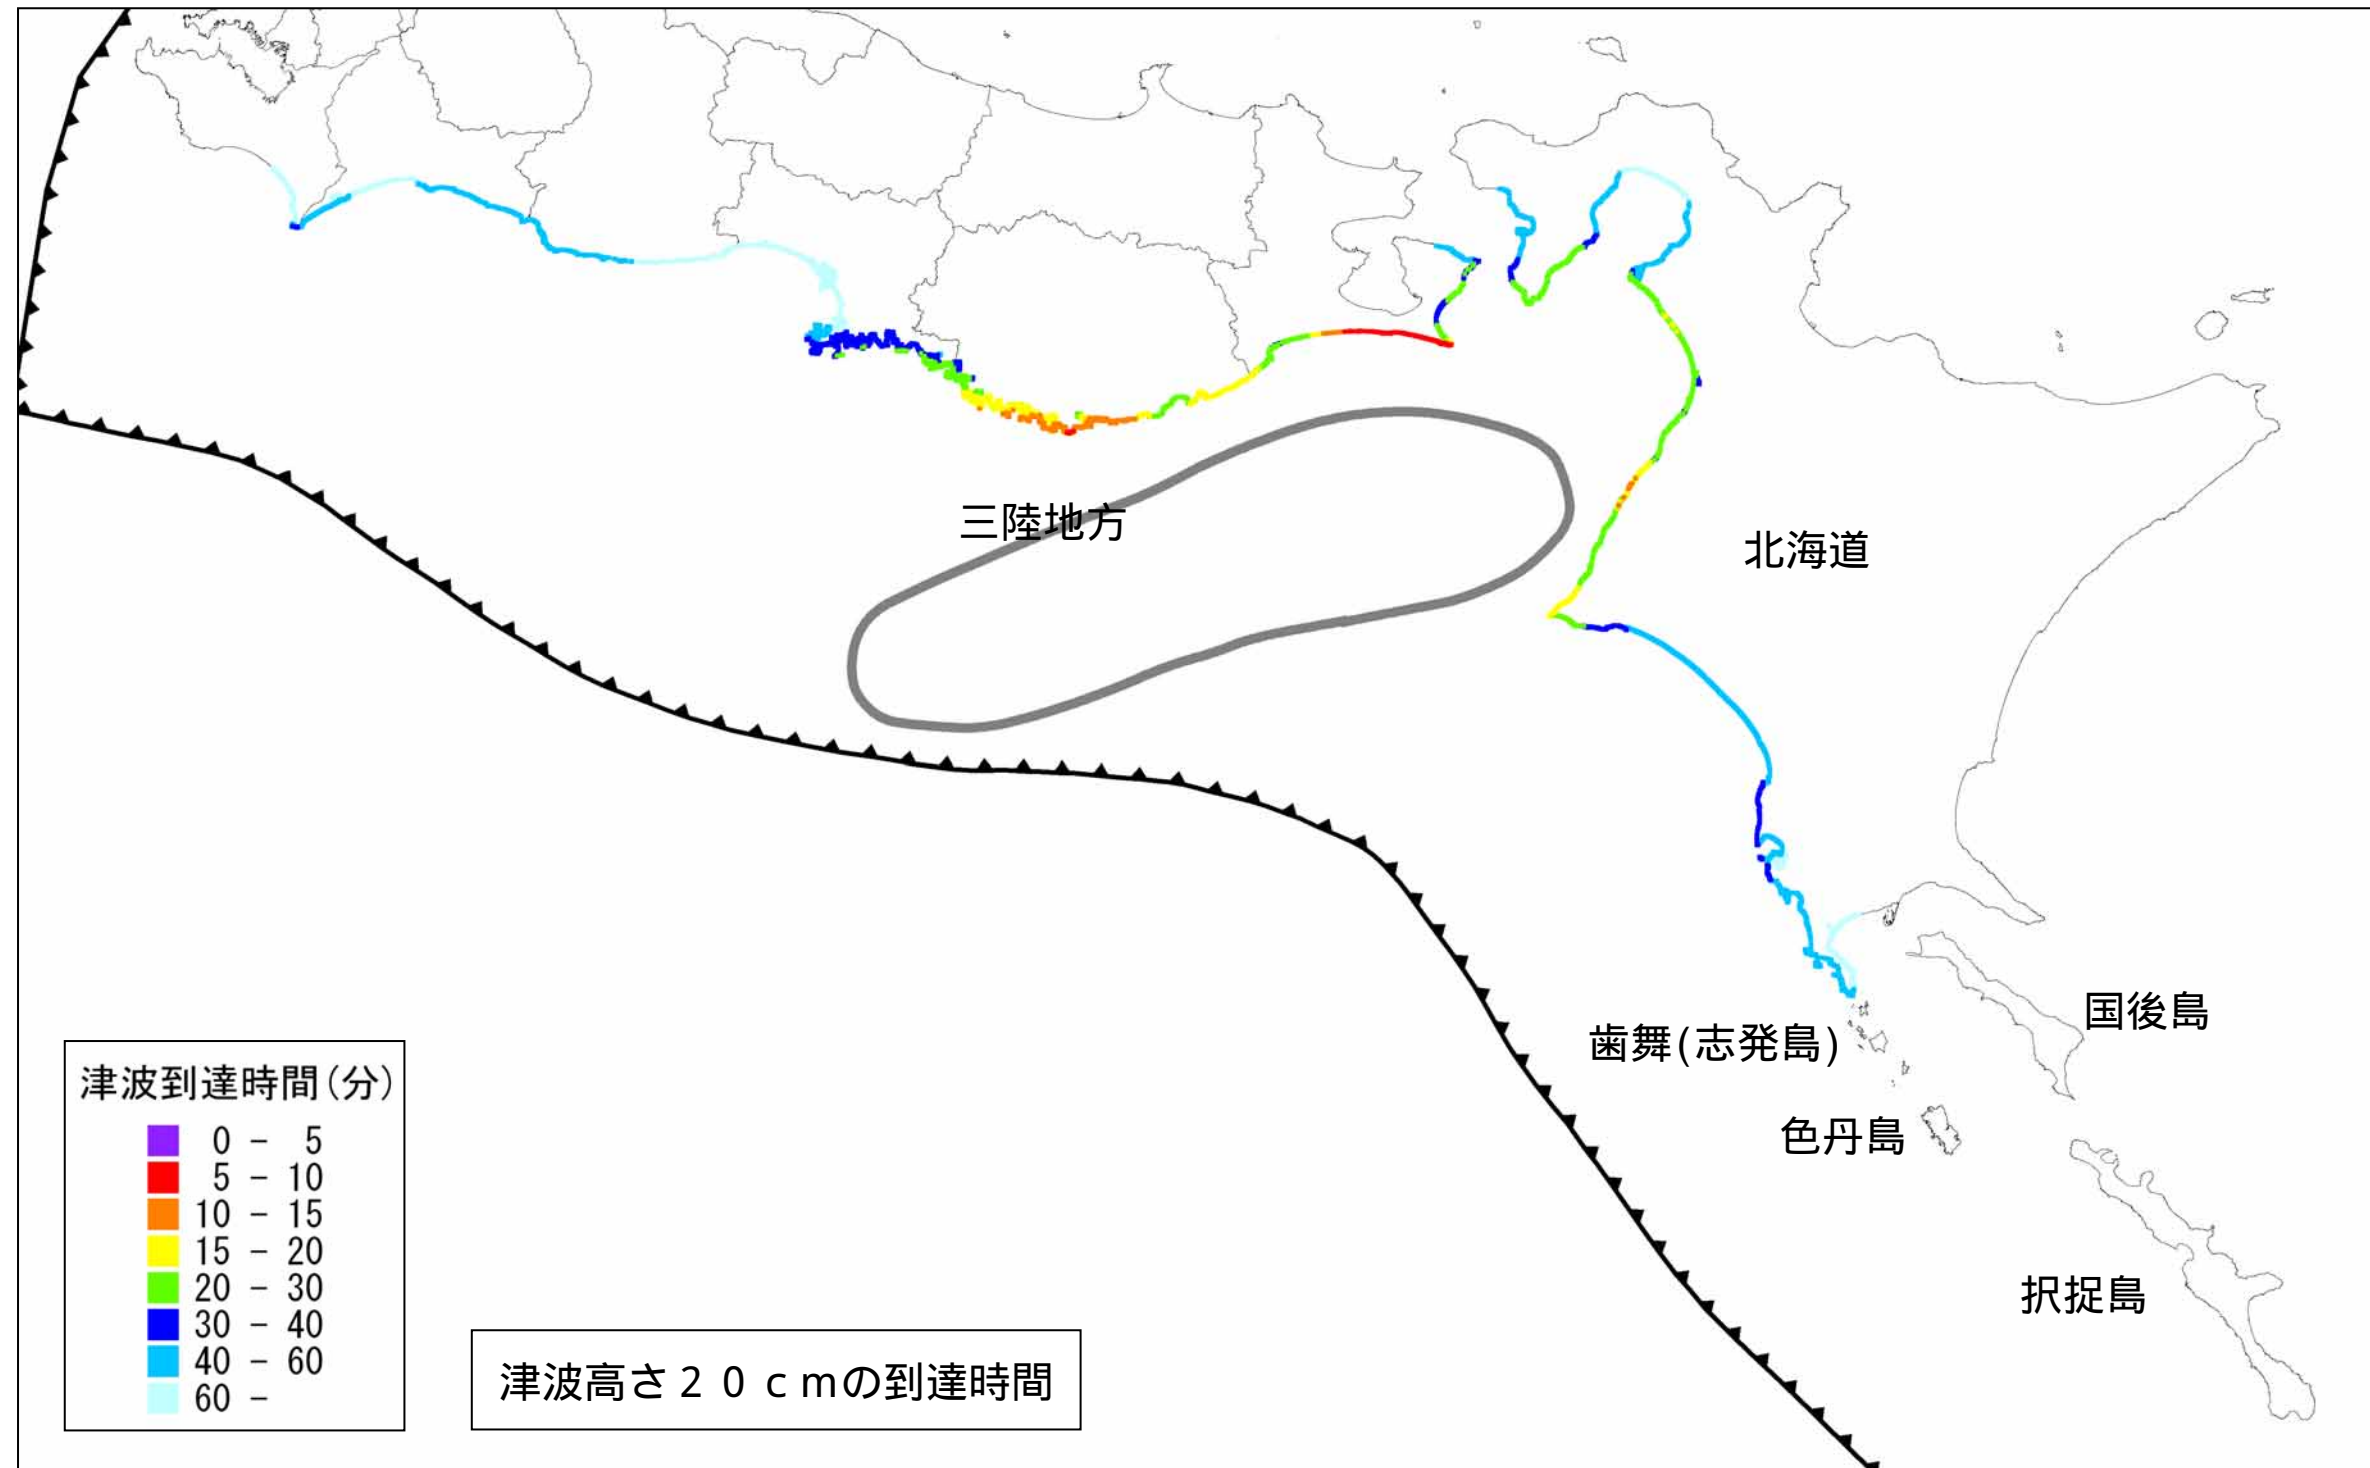 三陸地方
北海道
国後島
歯舞(志発島)
色丹島
択捉島
津波到達時間(分)
0 - 5
5 - 10
10 - 15
15 - 20
20 - 30
30 - 40
40 - 60
60 -
津波高さ２０ｃｍの到達時間